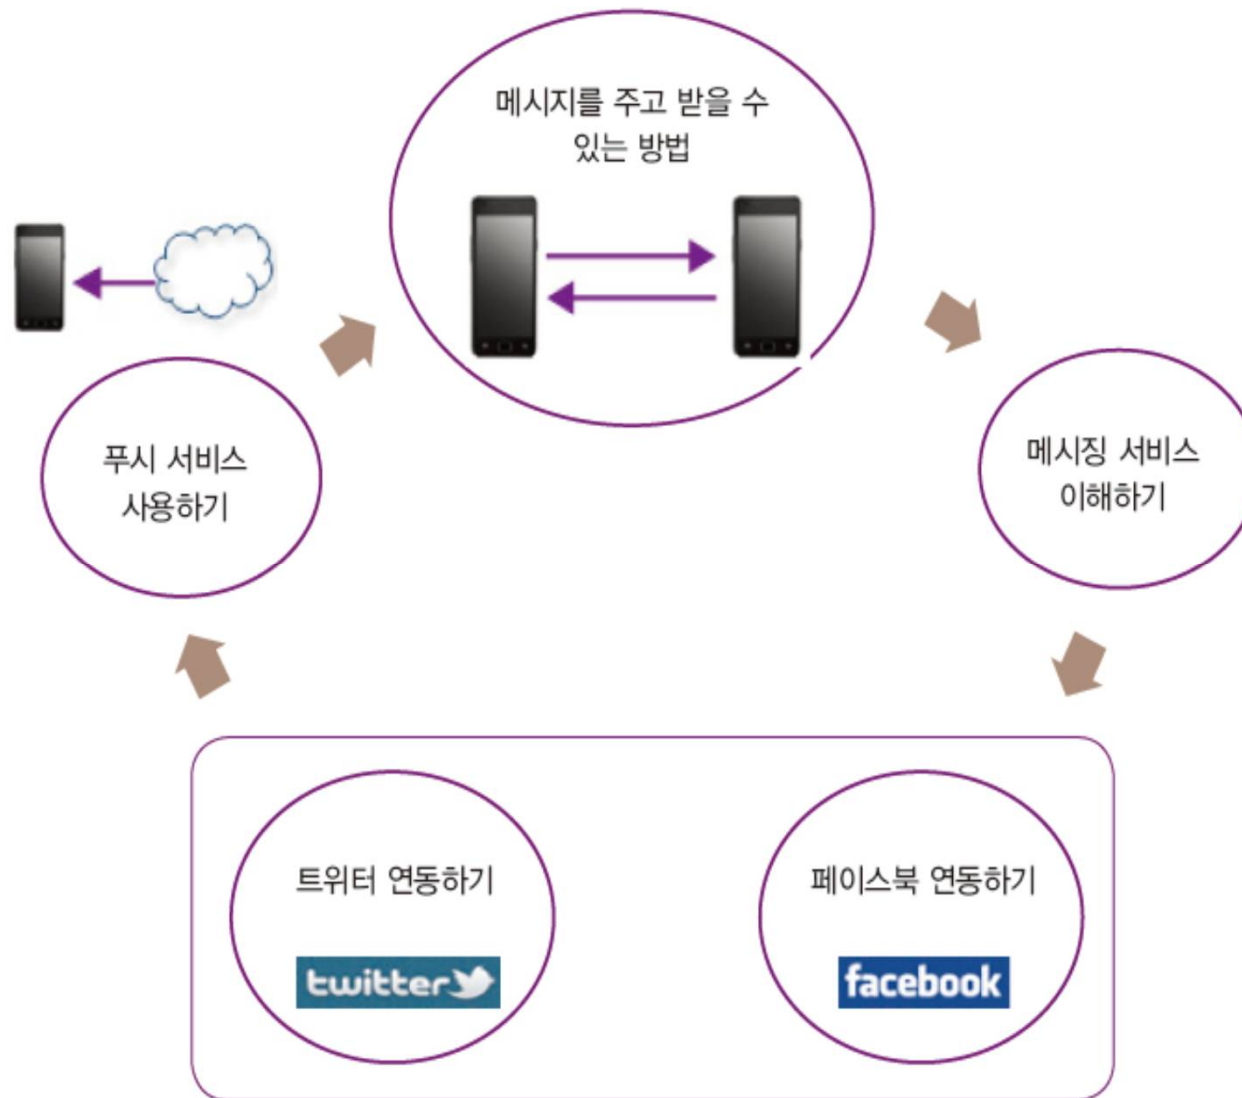 메시지를 주고 받을 수
있는 방법
푸시 서비스
사용하기
메시징 서비스
이해하기
트위터 연동하기
twitter
페이스북 연동하기
facebook